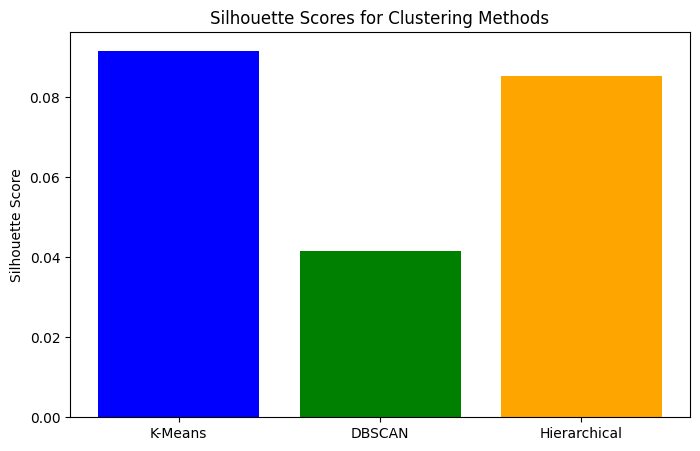 Silhouette Scores for Clustering Methods
Silhouette Score
0.08
0.06
0.04
0.02
0.00
K-Means
DBSCAN
Hierarchical